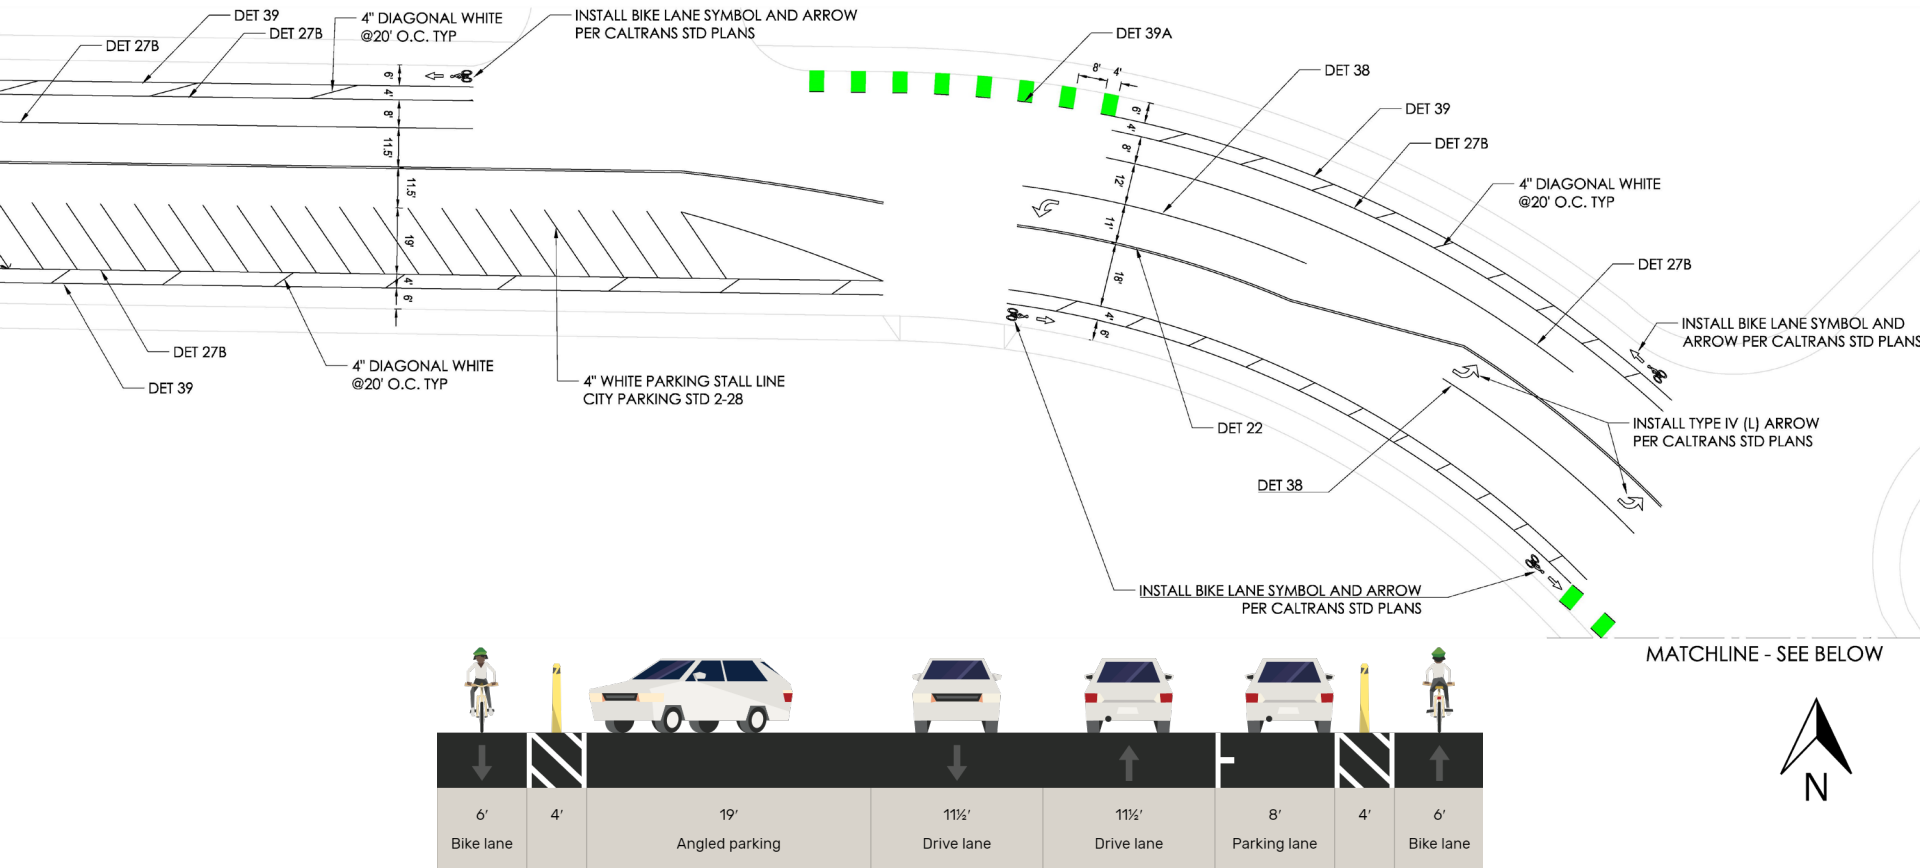 DET 39
4" DIAGONAL WHITE
@20' O.C. TYP
INSTALL BIKE LANE SYMBOL AND ARROW
PER CALTRANS STD PLANS
DET 27B
DET 27B
DET 39A
DET 38
DET 39
DET 27B
4" DIAGONAL WHITE
@20' O.C. TYP
DET 27B
INSTALL BIKE LANE SYMBOL AND
ARROW PER CALTRANS STD PLANS
6'
4'
8'
11.5'
11.5'
19'
4'
6'
8'
4'
6'
4'
8'
12'
11'
18'
4'
6'
DET 27B
DET 39
4" DIAGONAL WHITE
@20' O.C. TYP
4" WHITE PARKING STALL LINE
CITY PARKING STD 2-28
DET 22
INSTALL TYPE IV (L) ARROW
PER CALTRANS STD PLANS
DET 38
INSTALL BIKE LANE SYMBOL AND ARROW
PER CALTRANS STD PLANS
MATCHLINE - SEE BELOW
N
6′
4′
19′
11½′
11½′
8′
4′
6′
Bike lane
Angled parking
Drive lane
Drive lane
Parking lane
Bike lane